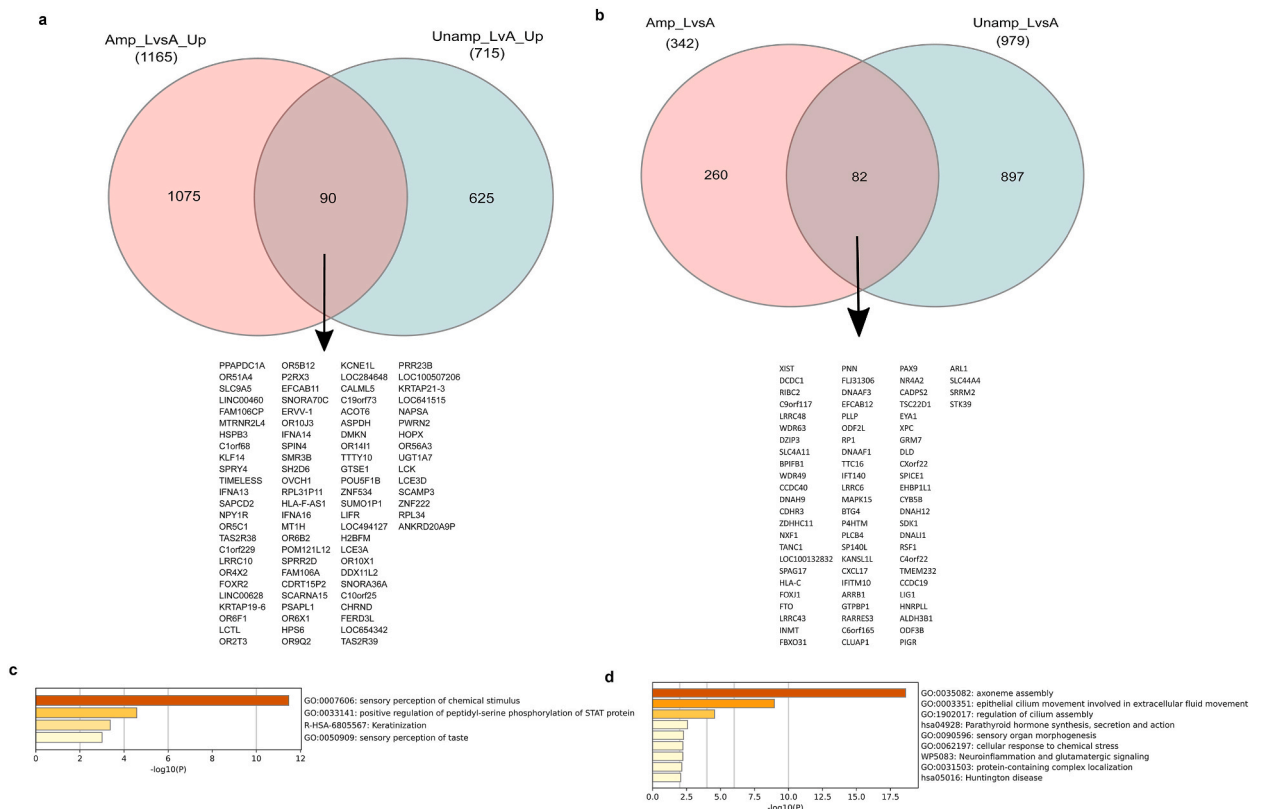 a
Amp_LvsA_Up
(1165)
Unamp_LvA_Up
(715)
1075
90
625
PPAPDC1A OR5B12 KCNE1L PRR23B
OR51A4 P2RX3 LOC284648 LOC100507206
SLC9A5 EFCAB11 CALML5 KRTAP21-3
LINC00460 SNORA70C C19orf73 LOC641515
FAM106CP ERVV-1 ACOT6 NAPSA
MTRNR2L4 OR10J3 ASPDH PWRN2
HSPB3 IFNA14 DMKN HOPX
C1orf68 SPIN4 OR14I1 OR56A3
KLF14 SMR3B TTTY10 UGT1A7
SPRY4 SH2D6 GTSE1 LCK
TIMELESS OVCH1 POU5F1B LCE3D
IFNA13 RPL31P11 ZNF534 SCAMP3
SAPCD2 HLA-F-AS1 SUMO1P1 ZNF222
NPY1R IFNA16 LIFR RPL34
OR5C1 MT1H LOC494127 ANKRD20A9P
TAS2R38 OR6B2 H2BFM
C1orf229 POM121L12 LCE3A
LRRC10 SPRR2D OR10X1
OR4X2 FAM106A DDX11L2
FOXR2 CDRT15P2 SNORA36A
LINC00628 SCARNA15 C10orf25
KRTAP19-6 PSAPL1 CHRND
OR6F1 OR6X1 FERD3L
LCTL HPS6 LOC654342
OR2T3 OR9Q2 TAS2R39
b
Amp_LvsA
(342)
Unamp_LvsA
(979)
260
82
897
XIST PNN PAX9 ARL1
DCDC1 FLJ31306 NR4A2 SLC44A4
RIBC2 DNAAF3 CADPS2 SRRM2
C9orf117 EFCAB12 TSC22D1 STK39
LRRC48 PLLP EYA1
WDR63 ODF2L XPC
DZIP3 RP1 GRM7
SLC4A11 DNAAF1 DLD
BPIFB1 TTC16 CXorf22
WDR49 IFT140 SPICE1
CCDC40 LRRC6 EHBP1L1
DNAH9 MAPK15 CYB5B
CDHR3 BTG4 DNAH12
ZDHHC11 P4HTM SDK1
NXF1 PLCB4 DNALI1
TANC1 SP140L RSF1
LOC100132832 KANSL1L C4orf22
SPAG17 CXCL17 TMEM232
HLA-C IFITM10 CCDC19
FOXJ1 ARRB1 LIG1
FTO GTPBP1 HNRPLL
LRRC43 RARRES3 ALDH3B1
INMT C6orf165 ODF3B
FBXO31 CLUAP1 PIGR
c
GO:0007606: sensory perception of chemical stimulus
GO:0033141: positive regulation of peptidyl-serine phosphorylation of STAT protein
R-HSA-6805567: Keratinization
GO:0050909: sensory perception of taste
0 2 4 6 8 10 12
-log10(P)
d
GO:0035082: axoneme assembly
GO:0003351: epithelial cilium movement involved in extracellular fluid movement
GO:1902017: regulation of cilium assembly
hsa04928: Parathyroid hormone synthesis, secretion and action
GO:0090596: sensory organ morphogenesis
GO:0062197: cellular response to chemical stress
WP5083: Neuroinflammation and glutamatergic signaling
GO:0031503: protein-containing complex localization
hsa05016: Huntington disease
0.0 2.5 5.0 7.5 10.0 12.5 15.0 17.5
-log10(P)